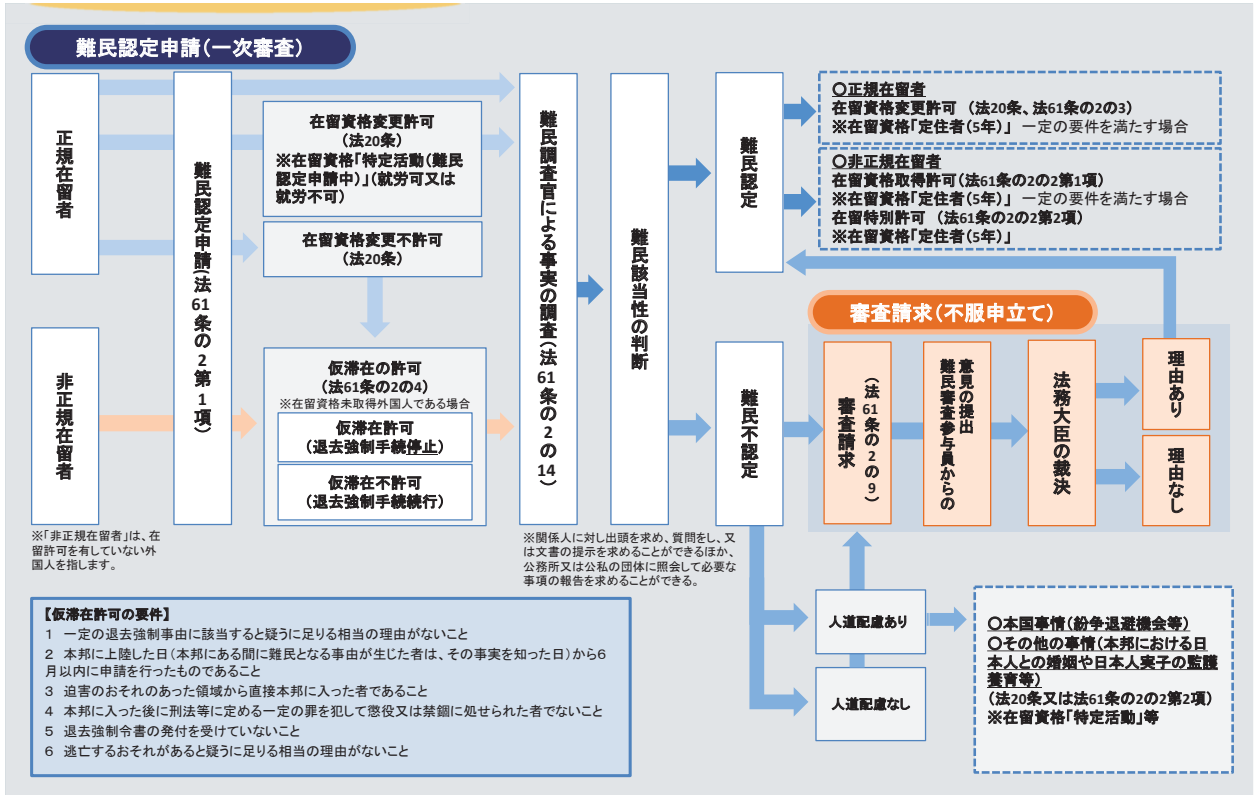 難民認定申請(一次審査)
正規在留者
非正規在留者
※「非正規在留者」は、在
留許可を有していない外
国人を指します。
難民認定申請(法61条の2第1項)
在留資格変更許可
(法20条)
※在留資格「特定活動(難民
認定申請中)」(就労可又は
就労不可)
在留資格変更不許可
(法20条)
仮滞在の許可
(法61条の2の4)
※在留資格未取得外国人である場合
仮滞在許可
(退去強制手続停止)
仮滞在不許可
(退去強制手続続行)
難民調査官による事実の調査(法61条の2の14)
※関係人に対し出頭を求め、質問をし、又
は文書の提示を求めることができるほか、
公務所又は公私の団体に照会して必要な
事項の報告を求めることができる。
難民該当性の判断
難民認定
難民不認定
〇正規在留者
在留資格変更許可 (法20条、法61条の2の3)
※在留資格「定住者(5年)」 一定の要件を満たす場合
〇非正規在留者
在留資格取得許可(法61条の2の2第1項)
※在留資格「定住者(5年)」 一定の要件を満たす場合
在留特別許可 (法61条の2の2第2項)
※在留資格「定住者(5年)」
審査請求(不服申立て)
審査請求
(法61条の2の9)
難民審査参与員からの
意見の提出
法務大臣の裁決
理由あり
理由なし
人道配慮あり
人道配慮なし
〇本国事情(紛争退避機会等)
〇その他の事情(本邦における日
本人との婚姻や日本人実子の監護
養育等)
(法20条又は法61条の2の2第2項)
※在留資格「特定活動」等
【仮滞在許可の要件】
1 一定の退去強制事由に該当すると疑うに足りる相当の理由がないこと
2 本邦に上陸した日(本邦にある間に難民となる事由が生じた者は、その事実を知った日)から6
月以内に申請を行ったものであること
3 迫害のおそれのあった領域から直接本邦に入った者であること
4 本邦に入った後に刑法等に定める一定の罪を犯して懲役又は禁錮に処せられた者でないこと
5 退去強制令書の発付を受けていないこと
6 逃亡するおそれがあると疑うに足りる相当の理由がないこと